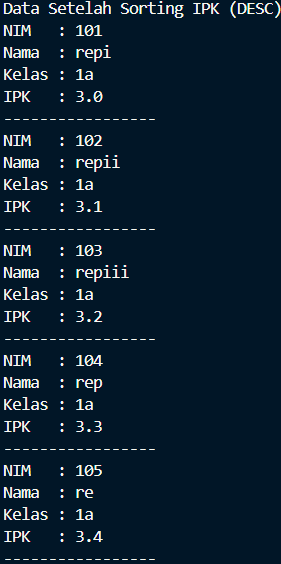 Data Setelah Sorting IPK (DESC)
NIM   : 101
Nama  : repi
Kelas : 1a
IPK   : 3.0
-----------------
NIM   : 102
Nama  : repii
Kelas : 1a
IPK   : 3.1
-----------------
NIM   : 103
Nama  : repiii
Kelas : 1a
IPK   : 3.2
-----------------
NIM   : 104
Nama  : rep
Kelas : 1a
IPK   : 3.3
-----------------
NIM   : 105
Nama  : re
Kelas : 1a
IPK   : 3.4
-----------------